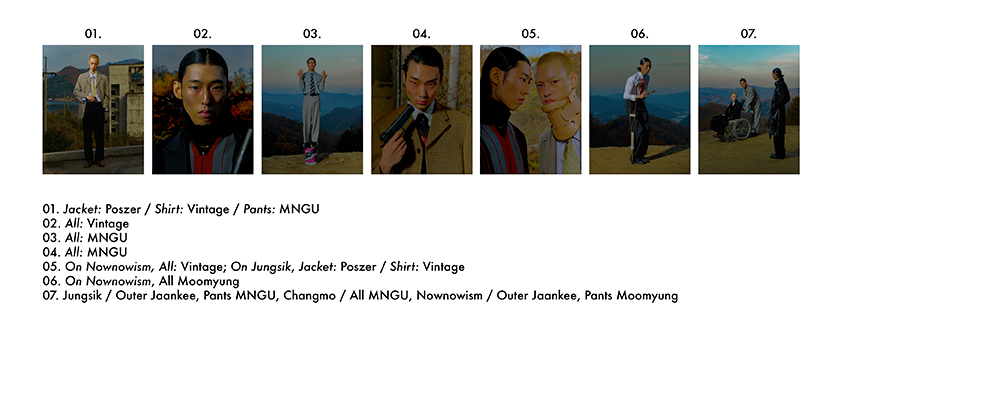 01. 02. 03. 04. 05. 06. 07.
01. Jacket: Poszer / Shirt: Vintage / Pants: MNGU
02. All: Vintage
03. All: MNGU
04. All: MNGU
05. On Nownowism, All: Vintage; On Jungsik, Jacket: Poszer / Shirt: Vintage
06. On Nownowism, All Moomyung
07. Jungsik / Outer Jaankee, Pants MNGU, Changmo / All MNGU, Nownowism / Outer Jaankee, Pants Moomyung